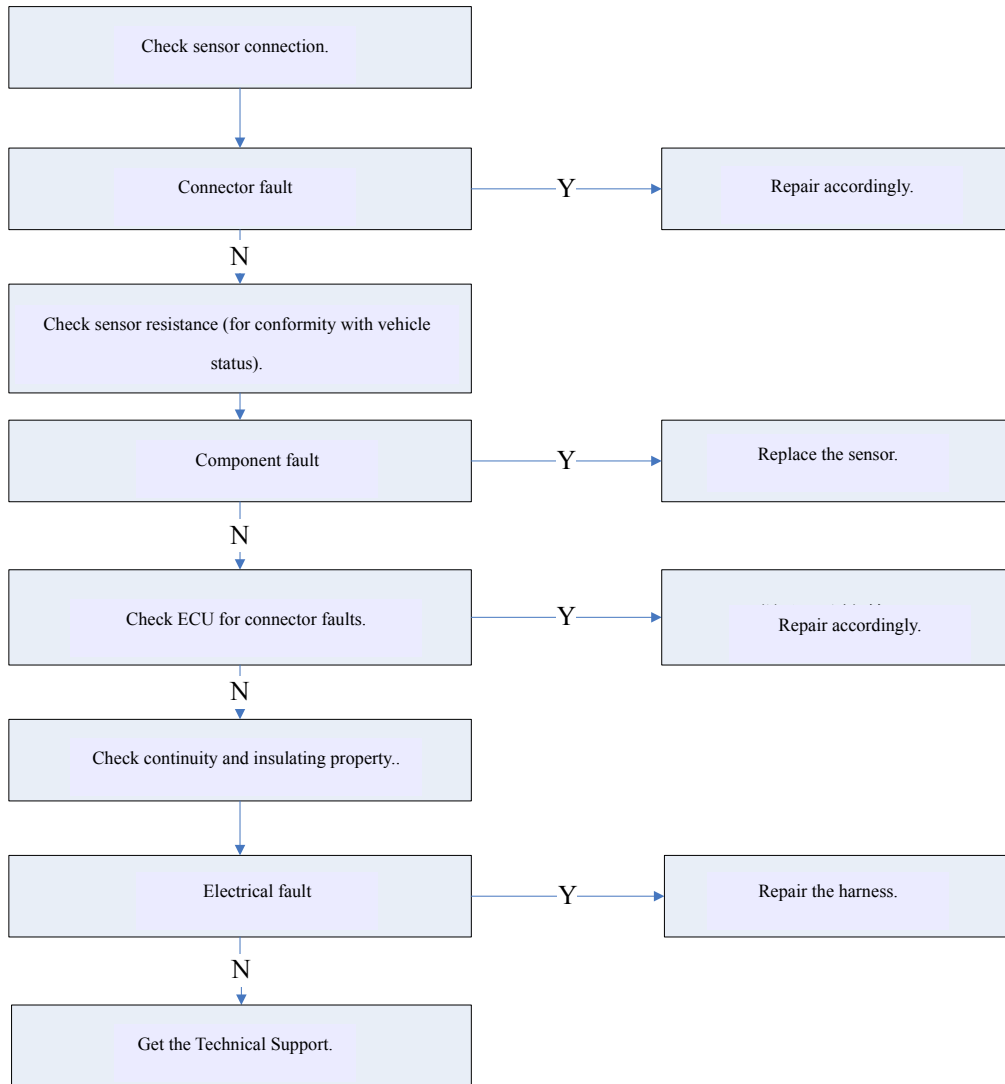 Check sensor connection.
Connector fault
Y
Repair accordingly.
N
Check sensor resistance (for conformity with vehicle
status).
Component fault
Y
Replace the sensor.
N
Check ECU for connector faults.
Y
Repair accordingly.
N
Check continuity and insulating property..
Electrical fault
Y
Repair the harness.
N
Get the Technical Support.